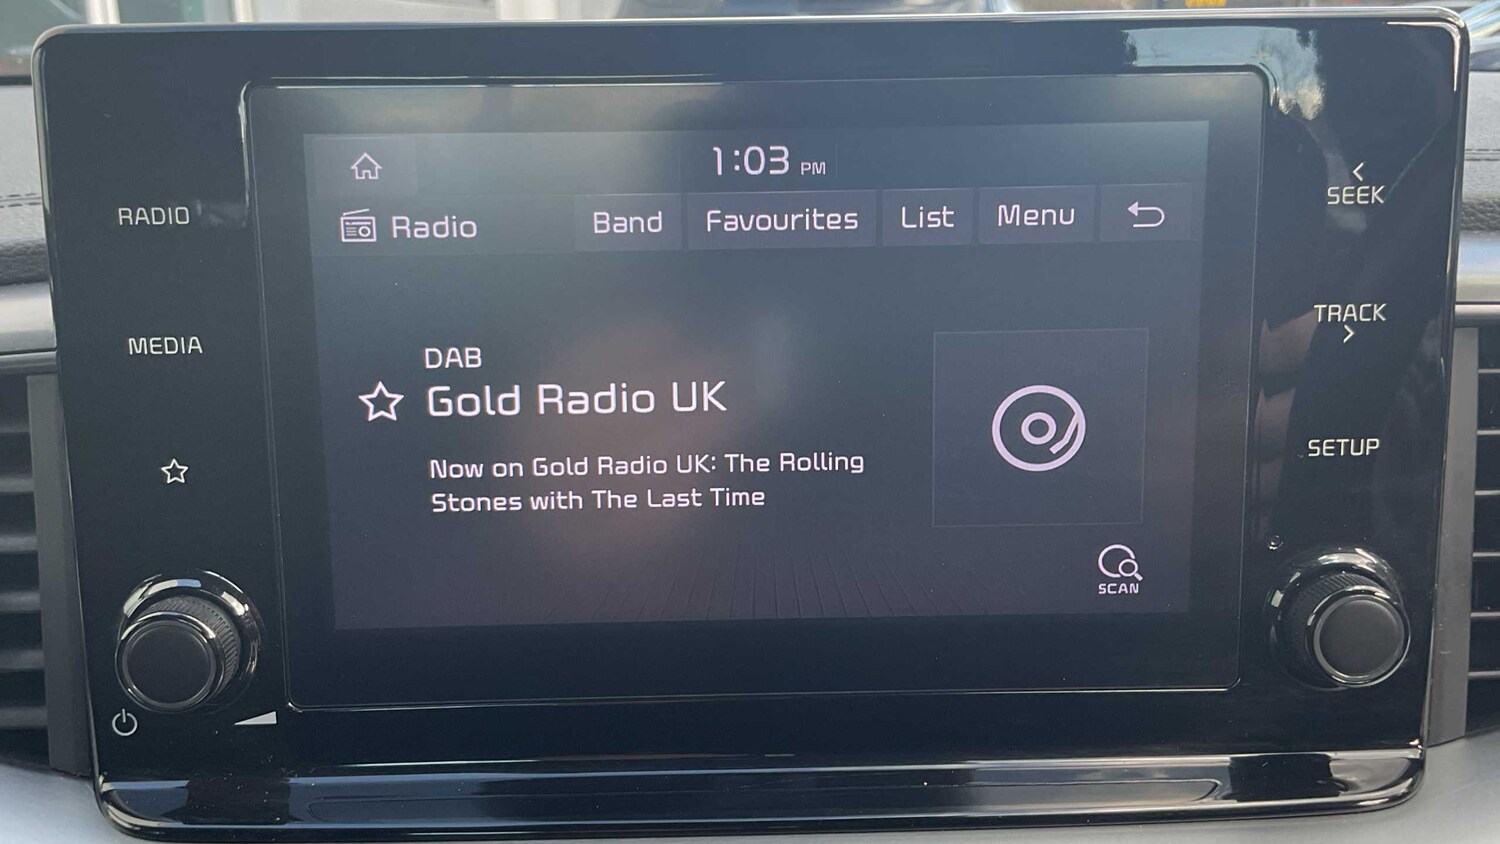 1:03 PM
RADIO
Radio
Band
Favourites
List
Menu
SEEK
MEDIA
TRACK
DAB
Gold Radio UK
Now on Gold Radio UK: The Rolling
Stones with The Last Time
SETUP
SCAN